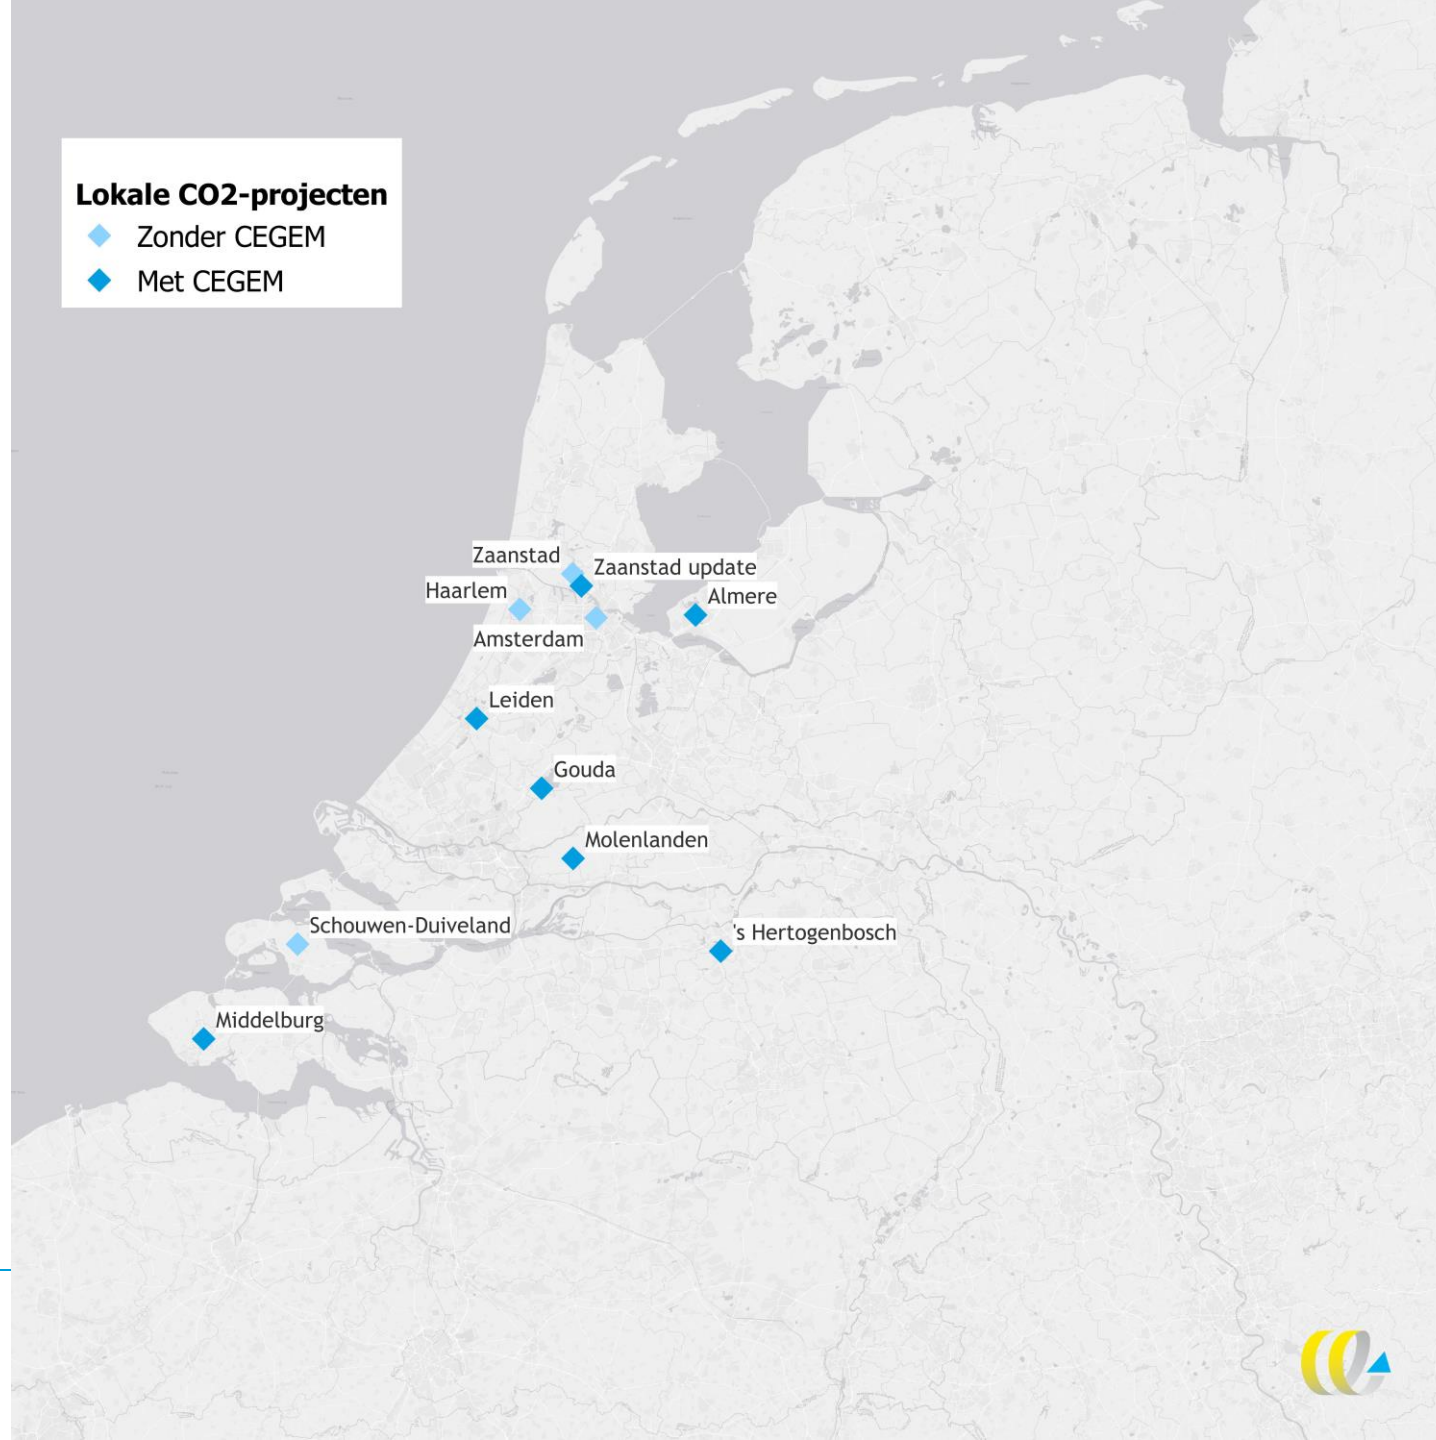 Lokale CO2-projecten
Zonder CEGEM
Met CEGEM
Zaanstad
Zaanstad update
Haarlem
Almere
Amsterdam
Leiden
Gouda
Molenlanden
Schouwen-Duiveland
's Hertogenbosch
Middelburg